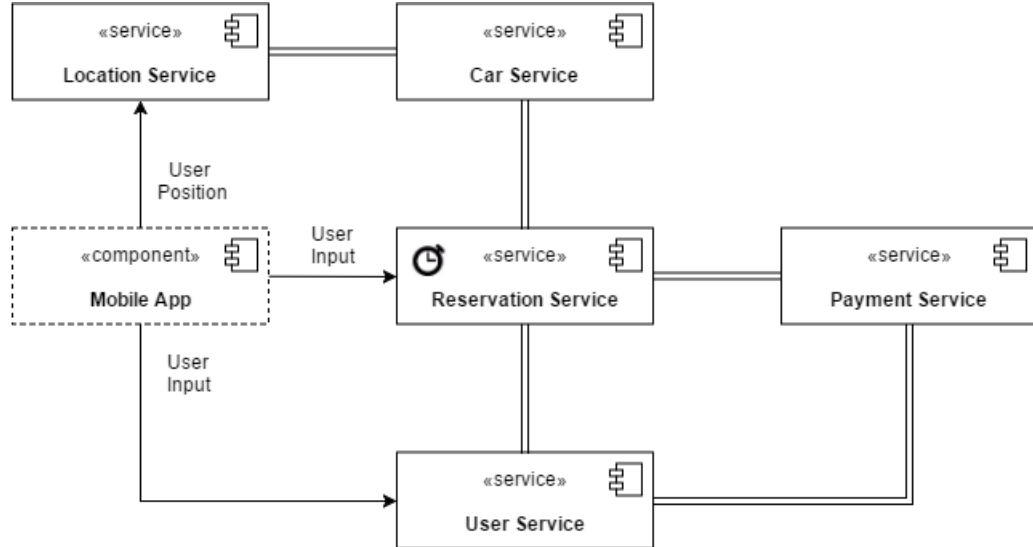 «service»
Location Service
«service»
Car Service
User
Position
«component»
Mobile App
User
Input
«service»
Reservation Service
«service»
Payment Service
User
Input
«service»
User Service